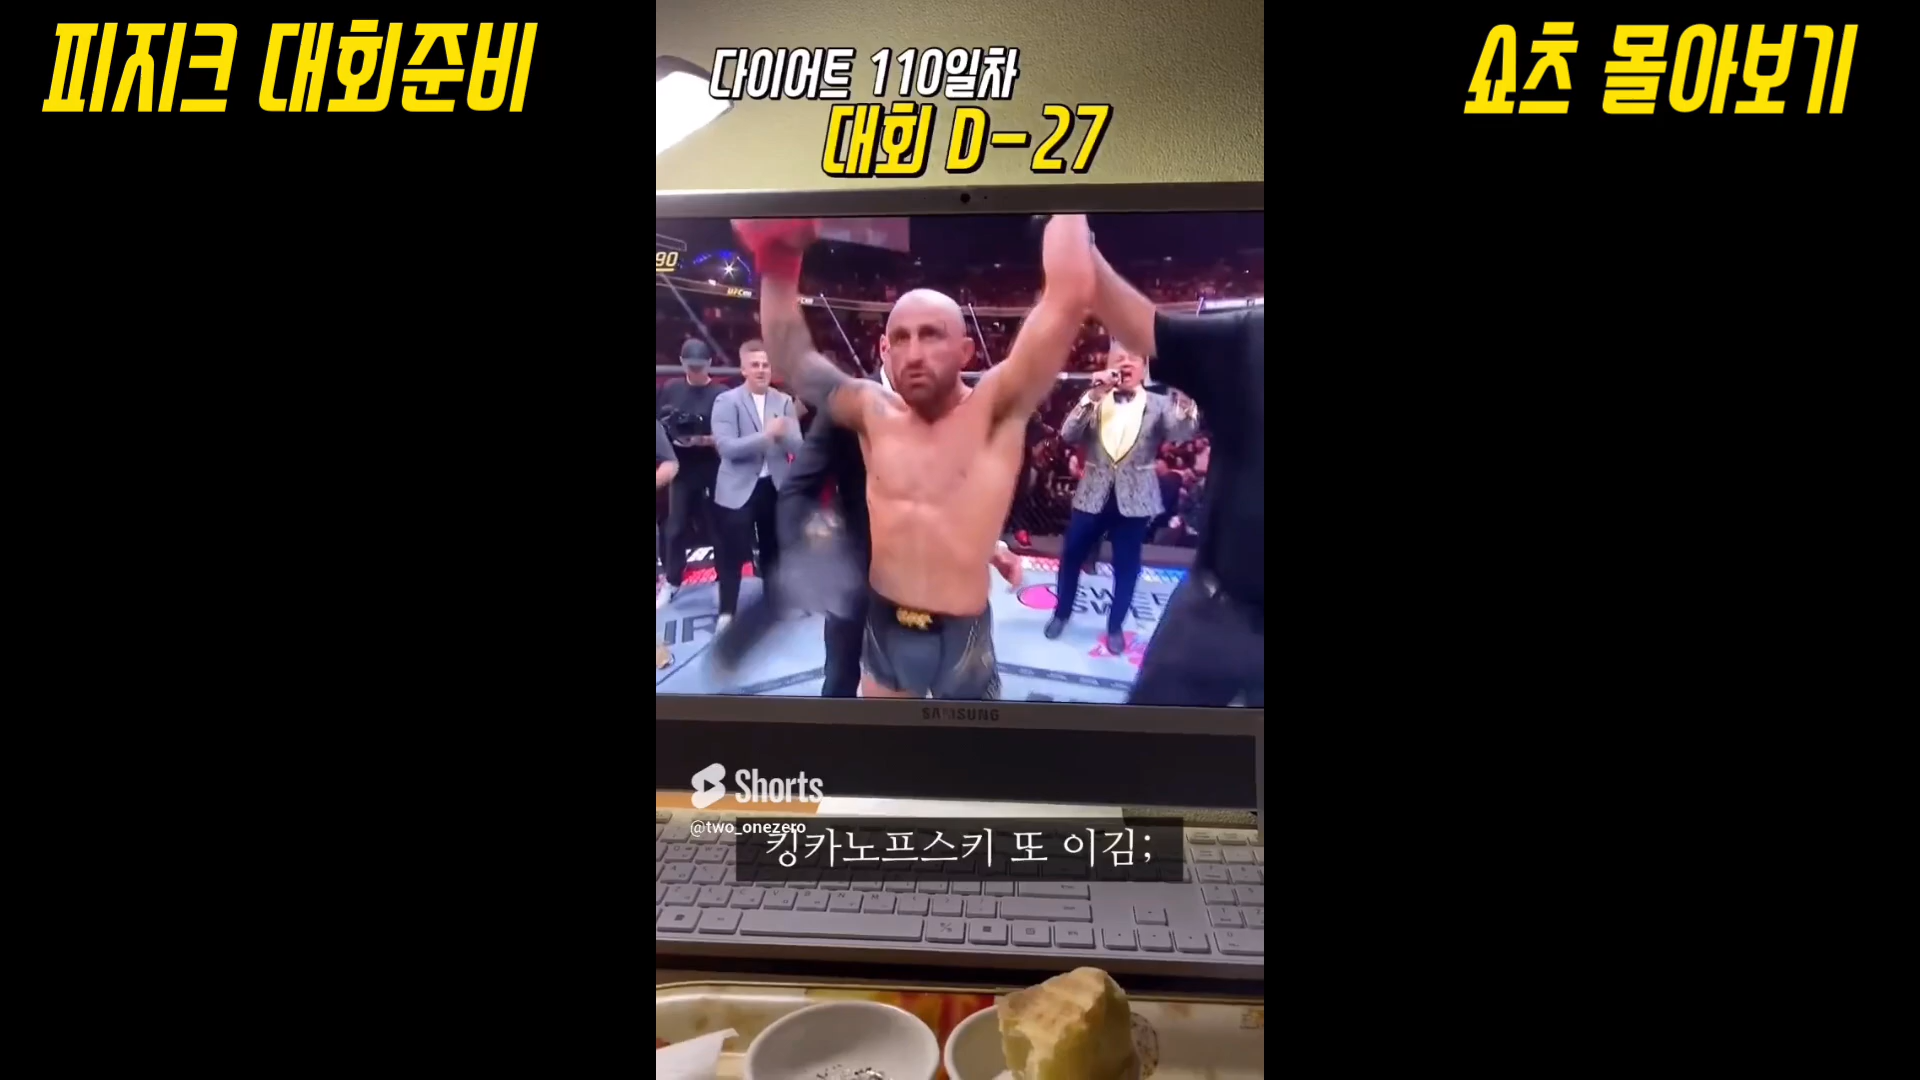 피지크 대회준비
쇼츠 몰아보기
다이어트 110일차
대회 D-27
90
SAMSUNG
Shorts
@two_onezero
킹카노프스키 또 이김;